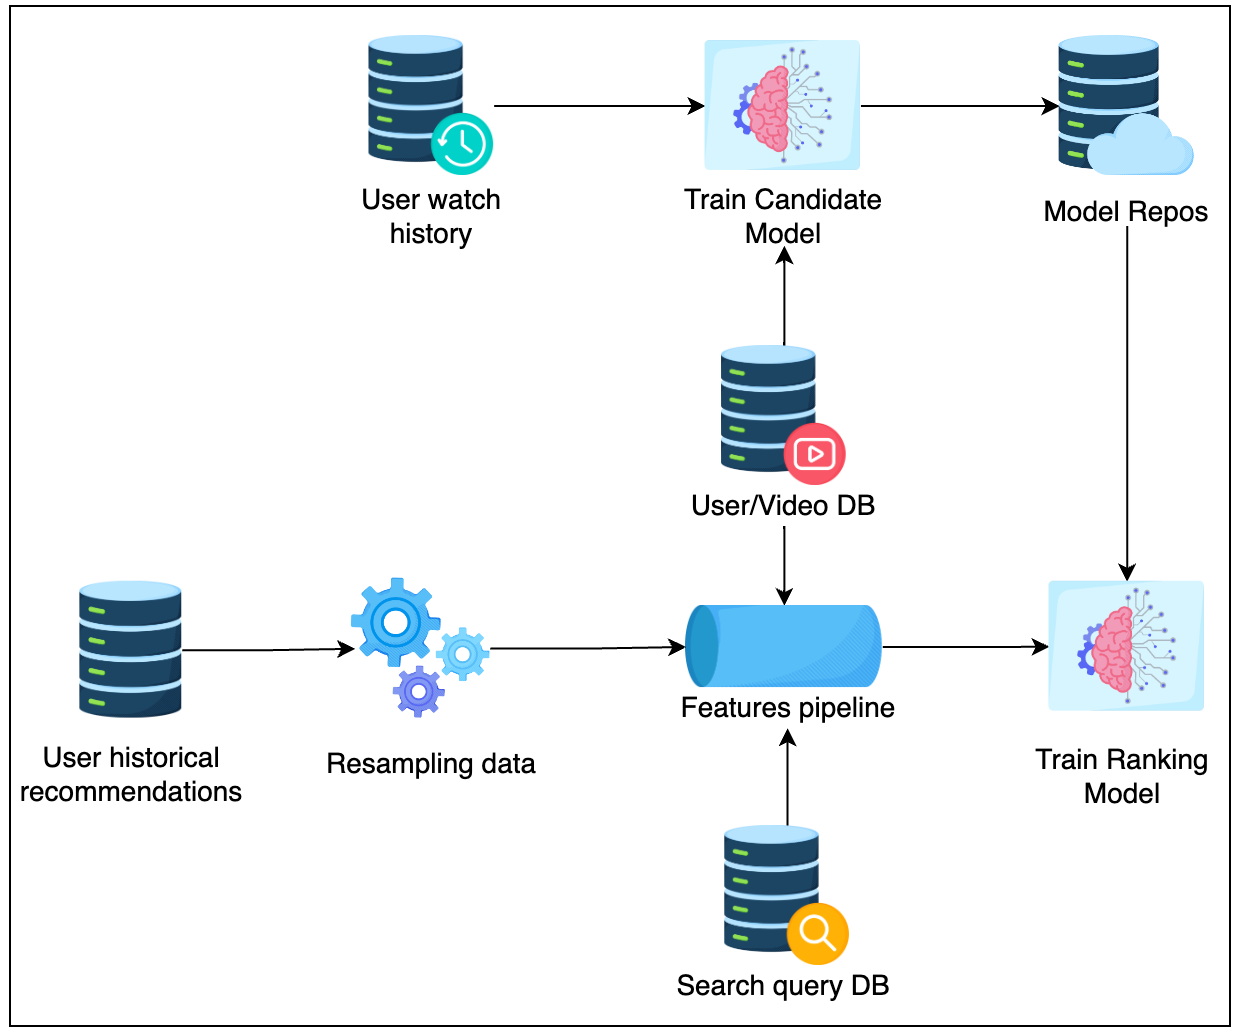 User watch
history
Train Candidate
Model
Model Repos
User/Video DB
Features pipeline
User historical
recommendations
Resampling data
Train Ranking
Model
Search query DB